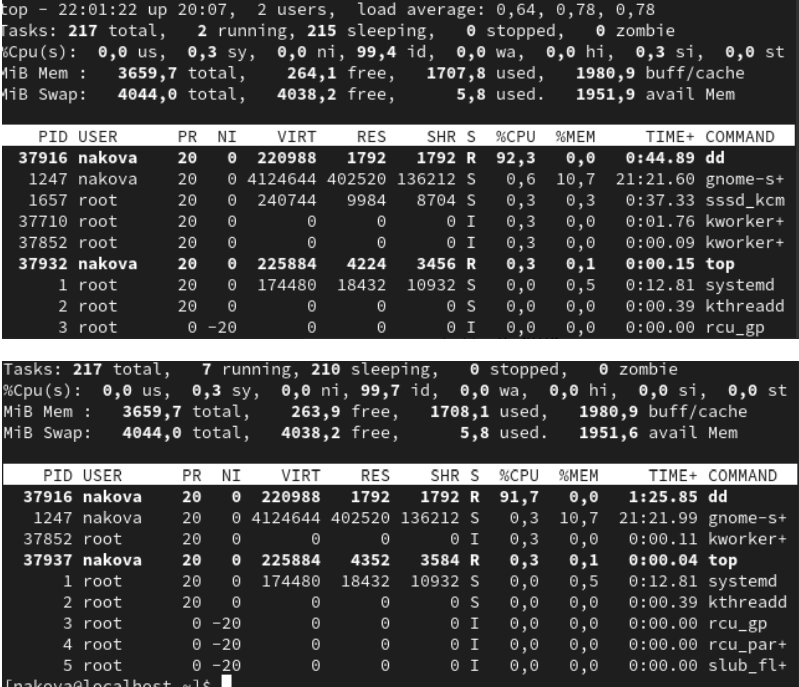 top - 22:01:22 up 20:07, 2 users, load average: 0,64, 0,78, 0,78
Tasks: 217 total, 2 running, 215 sleeping, 0 stopped, 0 zombie
%Cpu(s): 0,0 us, 0,3 sy, 0,0 ni, 99,4 id, 0,0 wa, 0,0 hi, 0,3 si, 0,0 st
MiB Mem : 3659,7 total, 264,1 free, 1707,8 used, 1980,9 buff/cache
MiB Swap: 4044,0 total, 4038,2 free, 5,8 used. 1951,9 avail Mem
PID USER PR NI VIRT RES SHR S %CPU %MEM TIME+ COMMAND
37916 nakova 20 0 220988 1792 1792 R 92,3 0,0 0:44.89 dd
1247 nakova 20 0 4124644 402520 136212 S 0,6 10,7 21:21.60 gnome-s+
1657 root 20 0 240744 9984 8704 S 0,3 0,3 0:37.33 sssd_kcm
37710 root 20 0 0 0 0 I 0,3 0,0 0:01.76 kworker+
37852 root 20 0 0 0 0 I 0,3 0,0 0:00.09 kworker+
37932 nakova 20 0 225884 4224 3456 R 0,3 0,1 0:00.15 top
1 root 20 0 174480 18432 10932 S 0,0 0,5 0:12.81 systemd
2 root 20 0 0 0 0 S 0,0 0,0 0:00.39 kthreadd
3 root 0 -20 0 0 0 I 0,0 0,0 0:00.00 rcu_gp
Tasks: 217 total, 7 running, 210 sleeping, 0 stopped, 0 zombie
%Cpu(s): 0,0 us, 0,3 sy, 0,0 ni, 99,7 id, 0,0 wa, 0,0 hi, 0,0 si, 0,0 st
MiB Mem : 3659,7 total, 263,9 free, 1708,1 used, 1980,9 buff/cache
MiB Swap: 4044,0 total, 4038,2 free, 5,8 used. 1951,6 avail Mem
PID USER PR NI VIRT RES SHR S %CPU %MEM TIME+ COMMAND
37916 nakova 20 0 220988 1792 1792 R 91,7 0,0 1:25.85 dd
1247 nakova 20 0 4124644 402520 136212 S 0,3 10,7 21:21.99 gnome-s+
37852 root 20 0 0 0 0 I 0,3 0,0 0:00.11 kworker+
37937 nakova 20 0 225884 4352 3584 R 0,3 0,1 0:00.04 top
1 root 20 0 174480 18432 10932 S 0,0 0,5 0:12.81 systemd
2 root 20 0 0 0 0 S 0,0 0,0 0:00.39 kthreadd
3 root 0 -20 0 0 0 I 0,0 0,0 0:00.00 rcu_gp
4 root 0 -20 0 0 0 I 0,0 0,0 0:00.00 rcu_par+
5 root 0 -20 0 0 0 I 0,0 0,0 0:00.00 slub_fl+
[nakova@localhost ~]$